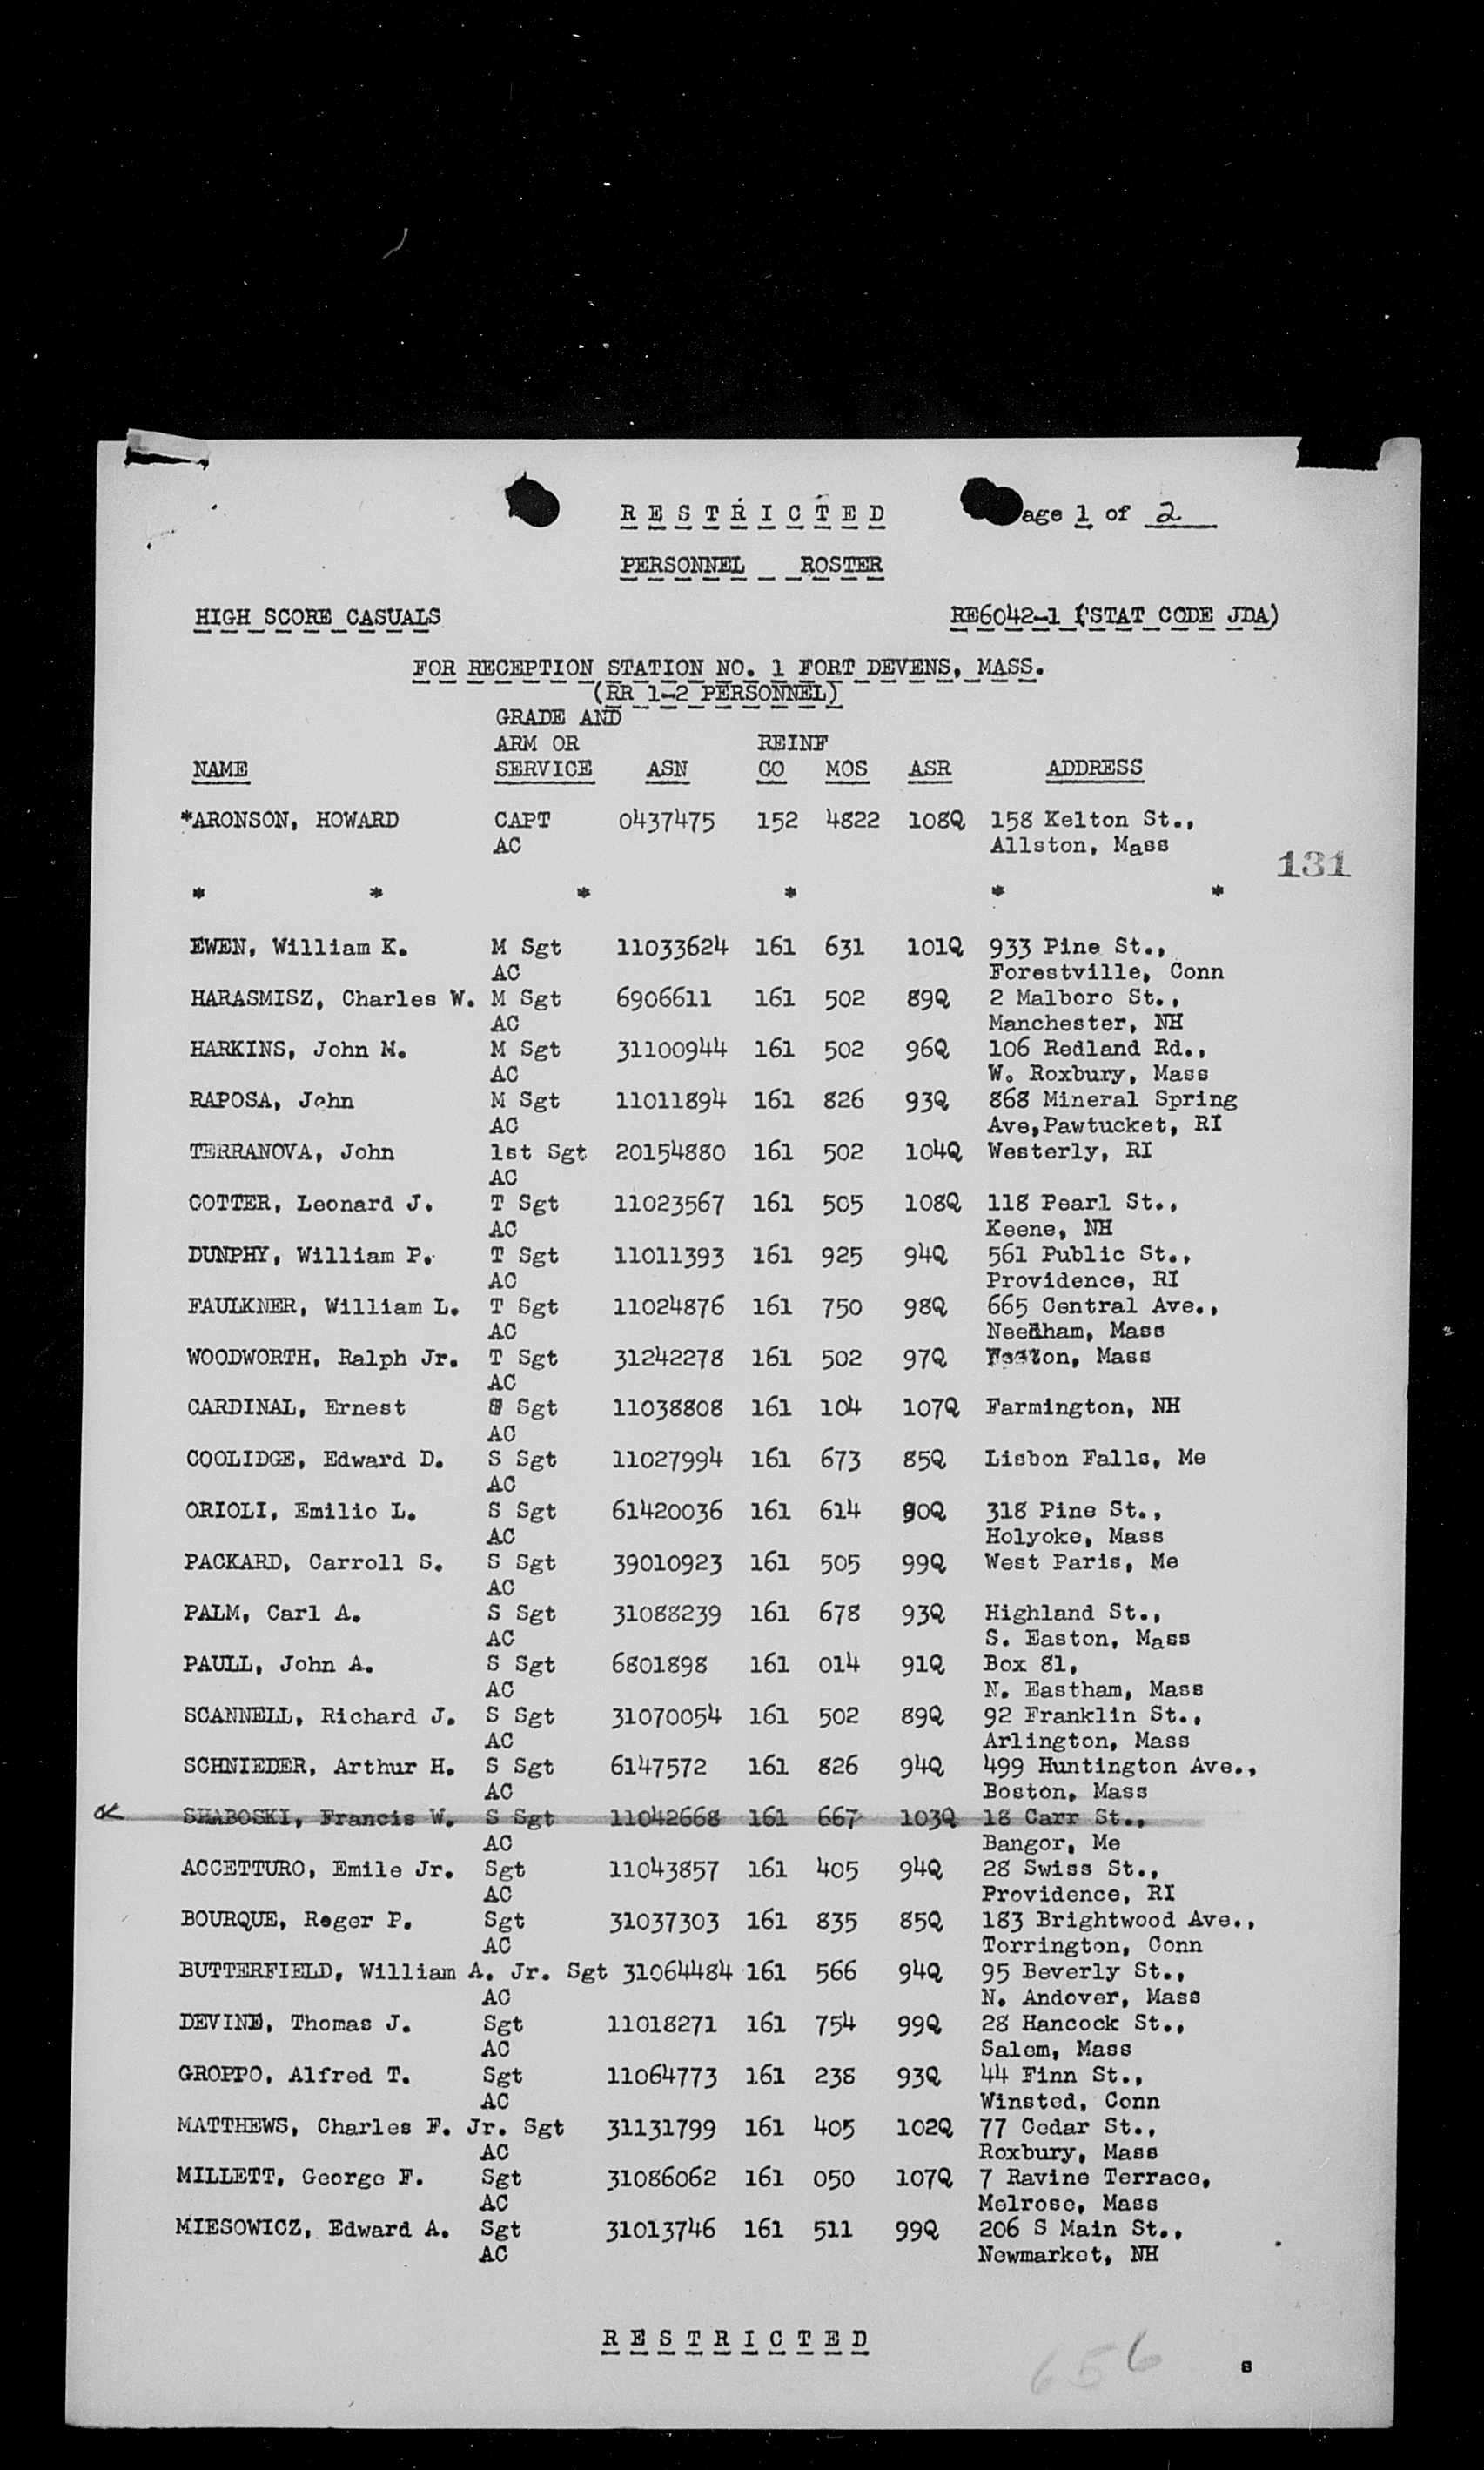 R E S T R I C T E D age 1 of 2
PERSONNEL ROSTER
HIGH SCORE CASUALS RE6042-1 (STAT CODE JDA)
FOR RECEPTION STATION NO. 1 FORT DEVENS, MASS.
(RR 1-2 PERSONNEL)
GRADE AND
ARM OR REINF
NAME SERVICE ASN CO MOS ASR ADDRESS
*ARONSON, HOWARD CAPT 0437475 152 4822 108Q 158 Kelton St.,
AC Allston, Mass
131
* * * * * *
EWEN, William K. M Sgt 11033624 161 631 101Q 933 Pine St.,
AC Forestville, Conn
HARASMISZ, Charles W. M Sgt 6906611 161 502 89Q 2 Malboro St.,
AC Manchester, NH
HARKINS, John M. M Sgt 31100944 161 502 96Q 106 Redland Rd.,
AC W. Roxbury, Mass
RAPOSA, John M Sgt 11011894 161 826 93Q 868 Mineral Spring
AC Ave,Pawtucket, RI
TERRANOVA, John 1st Sgt 20154880 161 502 104Q Westerly, RI
AC
COTTER, Leonard J. T Sgt 11023567 161 505 108Q 118 Pearl St.,
AC Keene, NH
DUNPHY, William P. T Sgt 11011393 161 925 94Q 561 Public St.,
AC Providence, RI
FAULKNER, William L. T Sgt 11024876 161 750 98Q 665 Central Ave.,
AC Needham, Mass
WOODWORTH, Ralph Jr. T Sgt 31242278 161 502 97Q Mass
AC
CARDINAL, Ernest S Sgt 11038808 161 104 107Q Farmington, NH
AC
COOLIDGE, Edward D. S Sgt 11027994 161 673 85Q Lisbon Falls, Me
AC
ORIOLI, Emilio L. S Sgt 61420036 161 614 90Q 318 Pine St.,
AC Holyoke, Mass
PACKARD, Carroll S. S Sgt 39010923 161 505 99Q West Paris, Me
AC
PALM, Carl A. S Sgt 31088239 161 678 93Q Highland St.,
AC S. Easton, Mass
PAULL, John A. S Sgt 6801898 161 014 91Q Box 81,
AC N. Eastham, Mass
SCANNELL, Richard J. S Sgt 31070054 161 502 89Q 92 Franklin St.,
AC Arlington, Mass
SCHNIEDER, Arthur H. S Sgt 6147572 161 826 94Q 499 Huntington Ave.,
AC Boston, Mass
SHABOSKI, Francis W. S Sgt 11042668 161 667 103Q 18 Carr St.,
AC Bangor, Me
ACCETTURO, Emile Jr. Sgt 11043857 161 405 94Q 28 Swiss St.,
AC Providence, RI
BOURQUE, Roger P. Sgt 31037303 161 835 85Q 183 Brightwood Ave.,
AC Torrington, Conn
BUTTERFIELD, William A. Jr. Sgt 31064484 161 566 94Q 95 Beverly St.,
AC N. Andover, Mass
DEVINE, Thomas J. Sgt 11018271 161 754 99Q 28 Hancock St.,
AC Salem, Mass
GROPPO, Alfred T. Sgt 11064773 161 238 93Q 44 Finn St.,
AC Winsted, Conn
MATTHEWS, Charles F. Jr. Sgt 31131799 161 405 102Q 77 Cedar St.,
AC Roxbury, Mass
MILLETT, George F. Sgt 31086062 161 050 107Q 7 Ravine Terrace,
AC Melrose, Mass
MIESOWICZ, Edward A. Sgt 31013746 161 511 99Q 206 S Main St.,
AC Newmarket, NH
R E S T R I C T E D
656
s